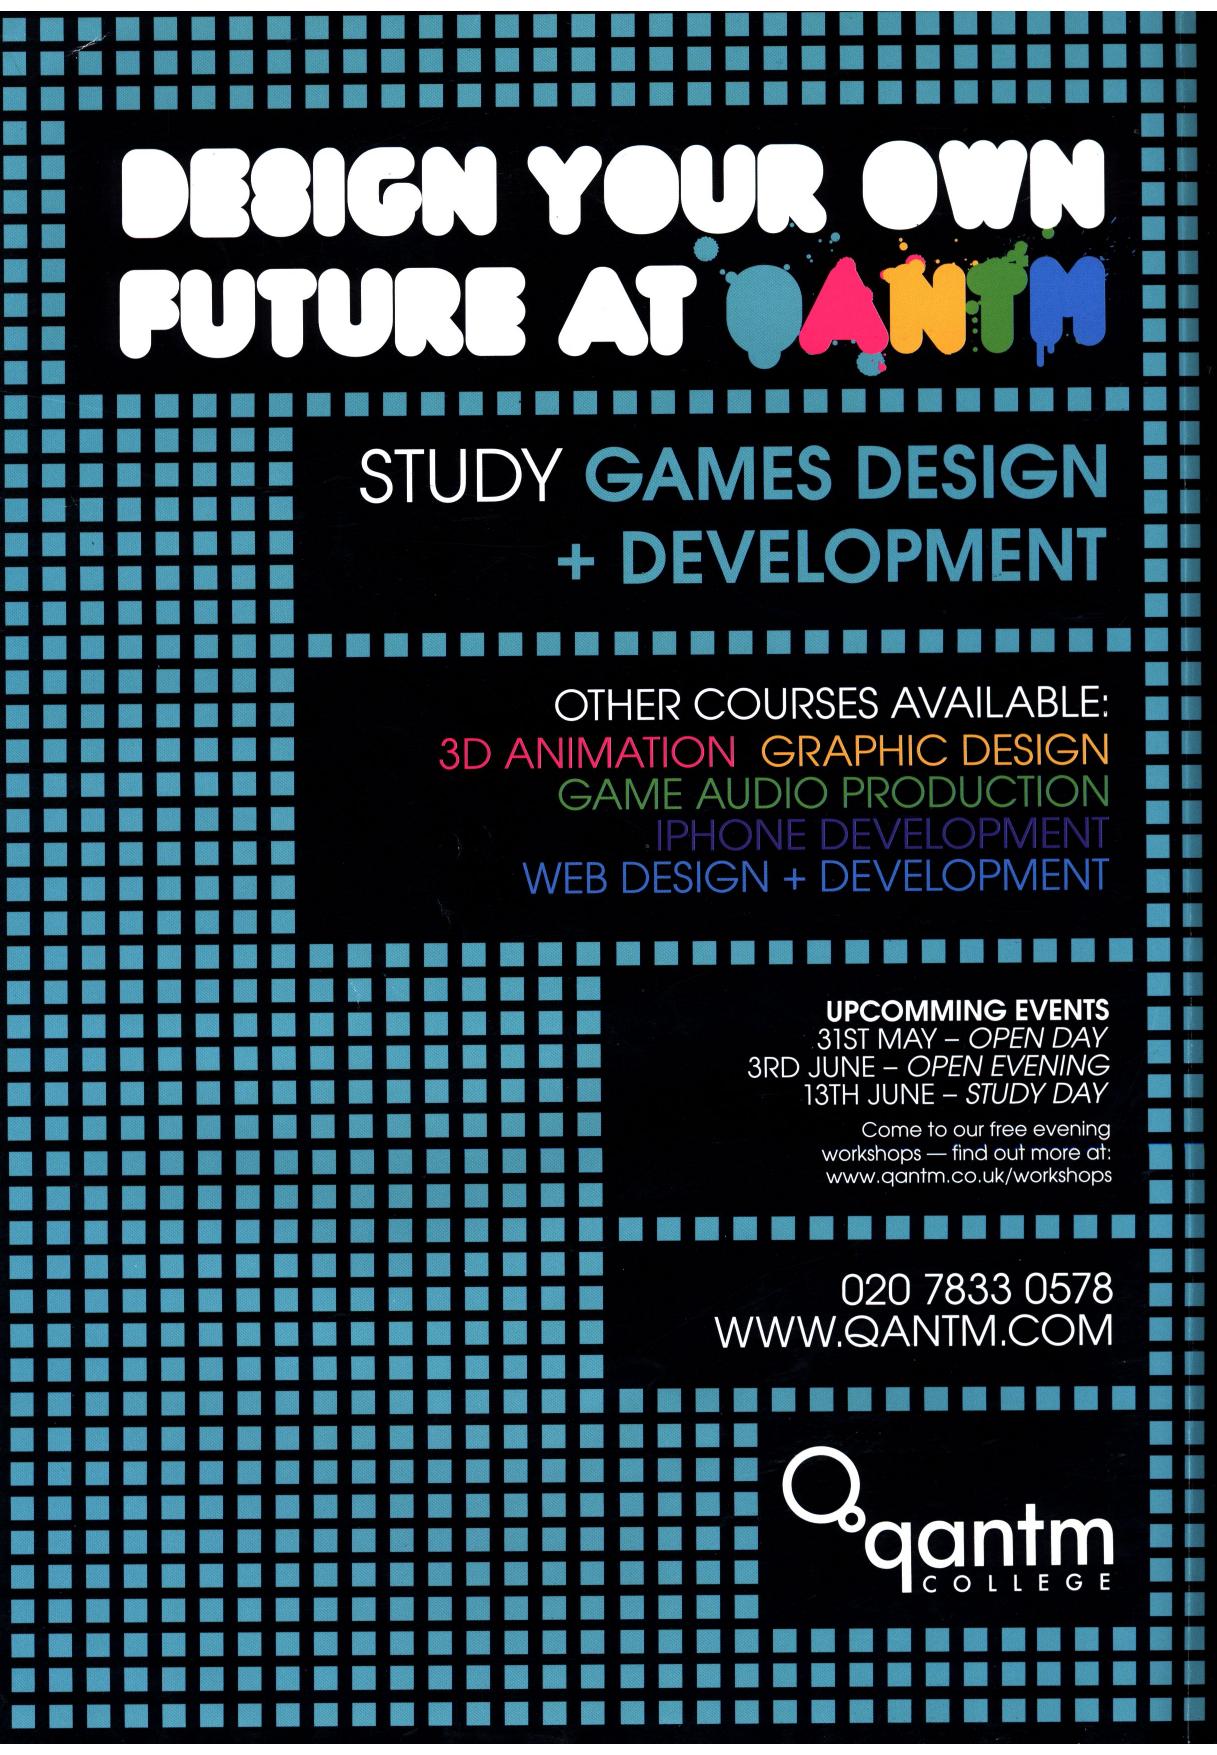 DESIGN YOUR OWN
FUTURE AT QANTM
STUDY GAMES DESIGN
+ DEVELOPMENT
OTHER COURSES AVAILABLE:
3D ANIMATION GRAPHIC DESIGN
GAME AUDIO PRODUCTION
IPHONE DEVELOPMENT
WEB DESIGN + DEVELOPMENT
UPCOMMING EVENTS
31ST MAY – OPEN DAY
3RD JUNE – OPEN EVENING
13TH JUNE – STUDY DAY
Come to our free evening
workshops — find out more at:
www.qantm.co.uk/workshops
020 7833 0578
WWW.QANTM.COM
qantm
COLLEGE